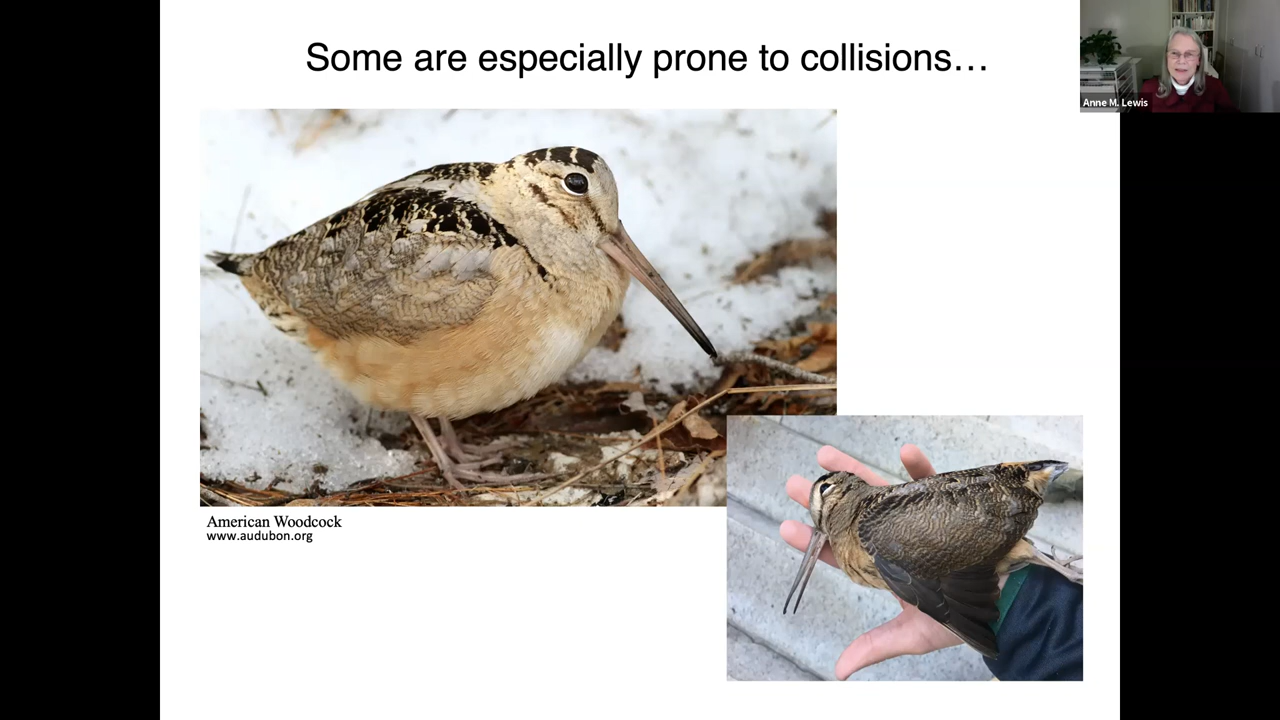 Some are especially prone to collisions…
Anne M. Lewis
American Woodcock
www.audubon.org